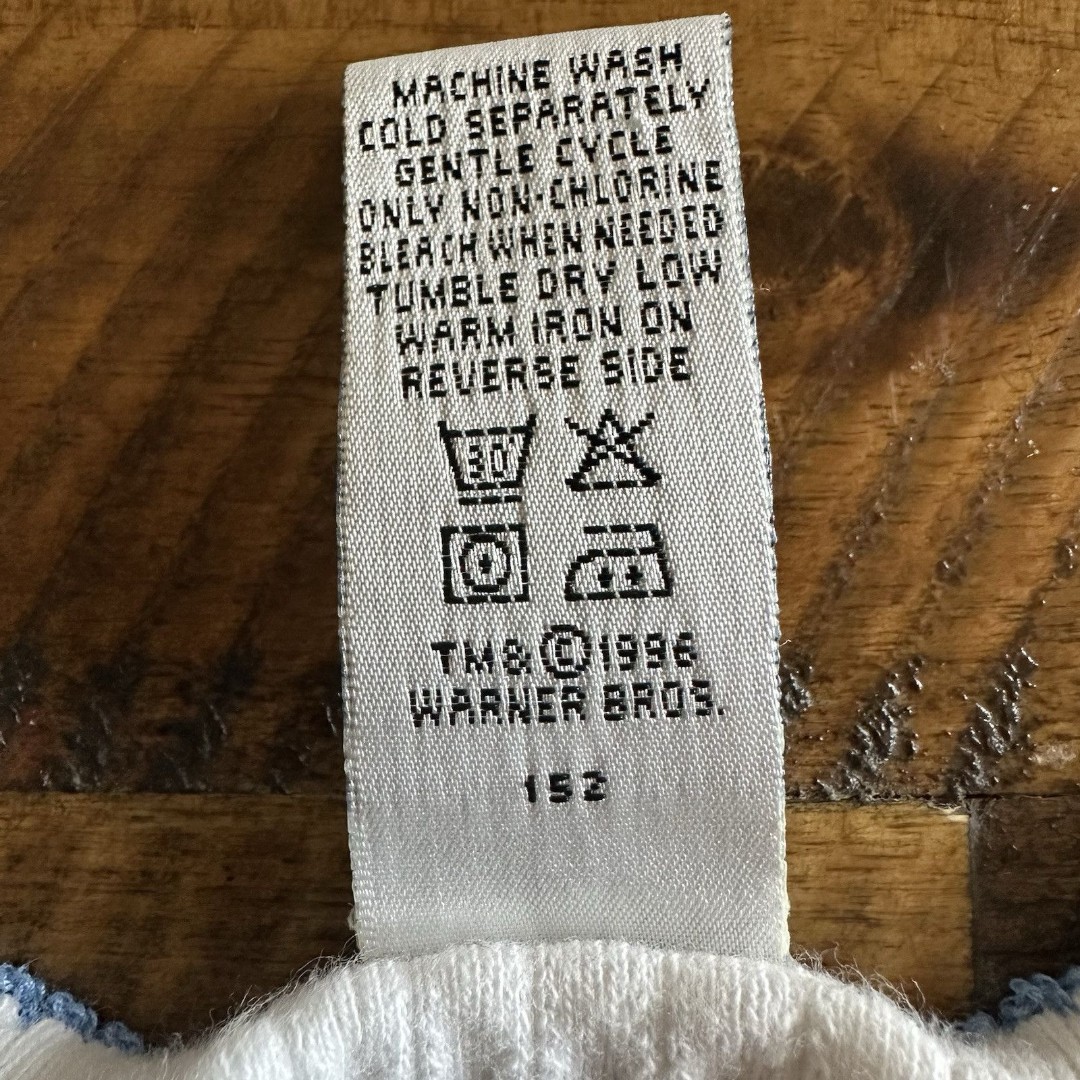 MACHINE WASH
COLD SEPARATELY
GENTLE CYCLE
ONLY NON-CHLORINE
BLEACH WHEN NEEDED
TUMBLE DRY LOW
WARM IRON ON
REVERSE SIDE
30°
TM&©1996
WARNER BROS.
152